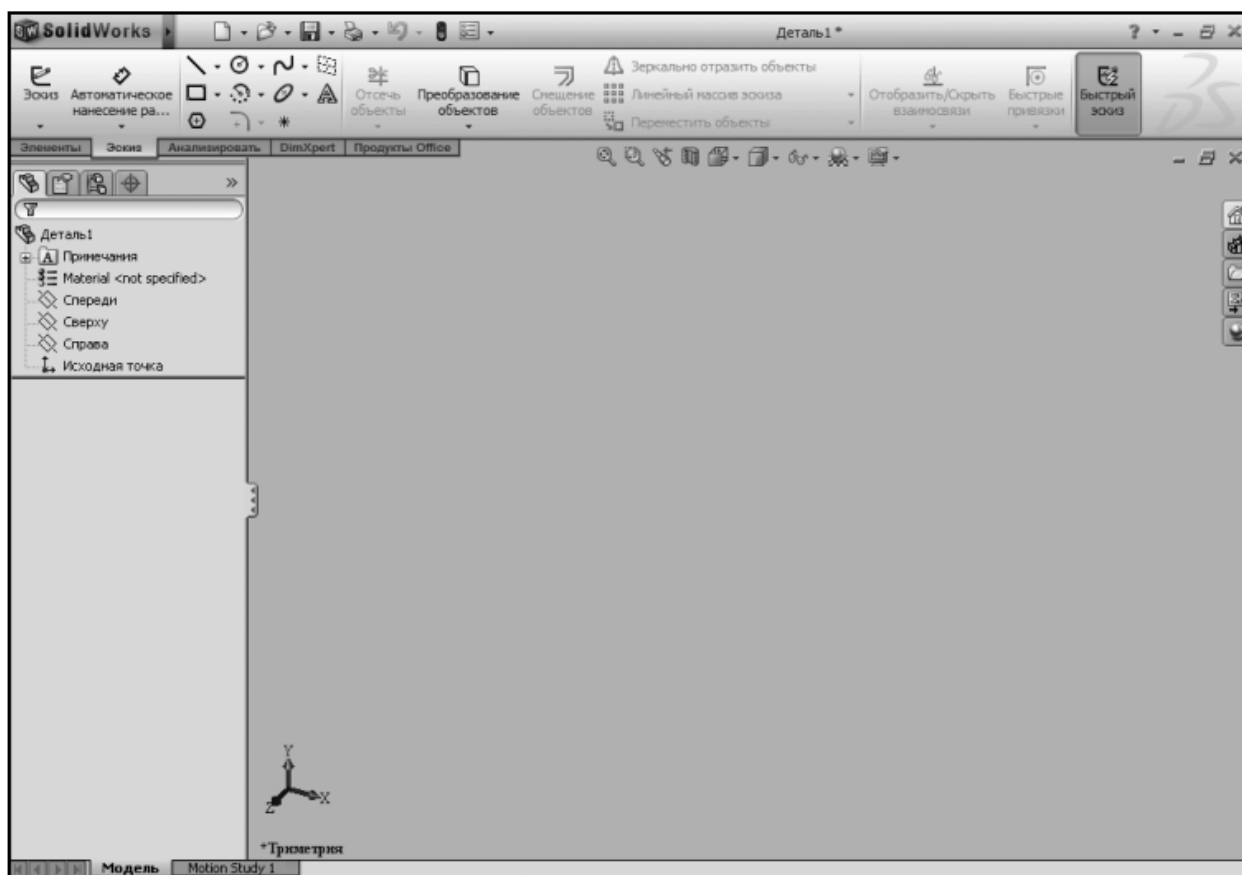 SolidWorks
Деталь1 *
Эскиз
Автоматическое
нанесение ра...
Отсечь
объекты
Преобразование
объектов
Смещение
объектов
Зеркально отразить объекты
Линейный массив эскиза
Переместить объекты
Отобразить/Скрыть
взаимосвязи
Быстрые
привязки
Быстрый
эскиз
Элементы Эскиз Анализировать DimXpert Продукты Office
Деталь1
Примечания
Material <not specified>
Спереди
Сверху
Справа
Исходная точка
Y
X
Z
*Триметрия
Модель Motion Study 1